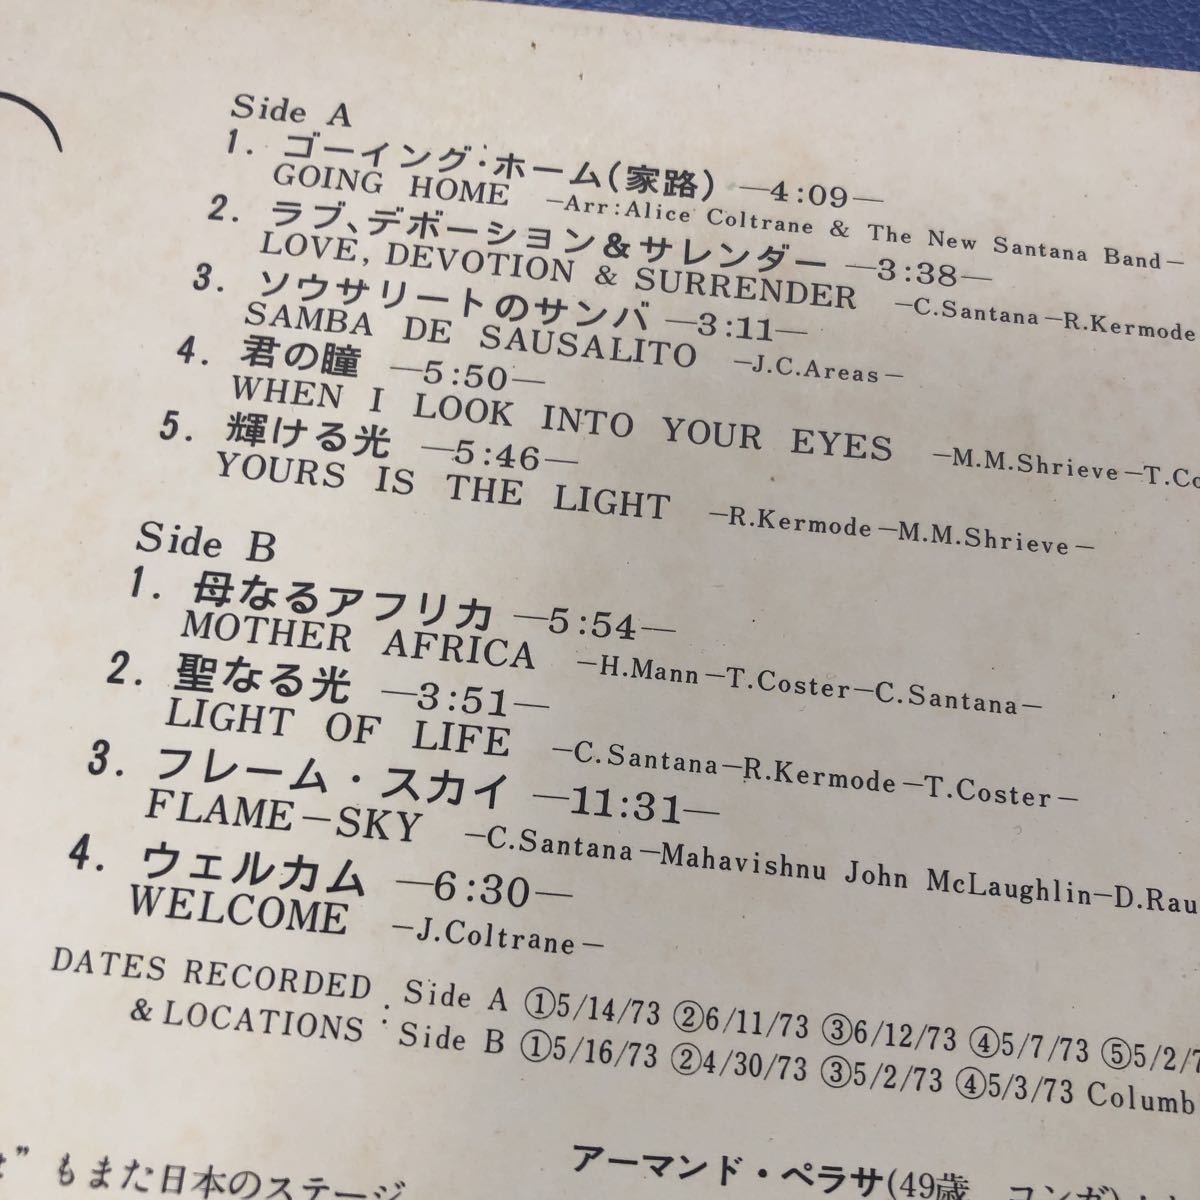 Side A
1. ゴーイング・ホーム(家路) —4:09—
GOING HOME —Arr:Alice Coltrane & The New Santana Band—
2. ラブ、デボーション&サレンダー —3:38—
LOVE, DEVOTION & SURRENDER —C.Santana—R.Kermode
3. ソウサリートのサンバ —3:11—
SAMBA DE SAUSALITO —J.C.Areas—
4. 君の瞳 —5:50—
WHEN I LOOK INTO YOUR EYES —M.M.Shrieve—T.Co
5. 輝ける光 —5:46—
YOURS IS THE LIGHT —R.Kermode—M.M.Shrieve—
Side B
1. 母なるアフリカ —5:54—
MOTHER AFRICA —H.Mann—T.Coster—C.Santana—
2. 聖なる光 —3:51—
LIGHT OF LIFE —C.Santana—R.Kermode—T.Coster—
3. フレーム・スカイ —11:31—
FLAME-SKY —C.Santana—Mahavishnu John McLaughlin—D.Rau
4. ウェルカム —6:30—
WELCOME —J.Coltrane—
DATES RECORDED : Side A ①5/14/73 ②6/11/73 ③6/12/73 ④5/7/73 ⑤5/2/7
& LOCATIONS Side B ①5/16/73 ②4/30/73 ③5/2/73 ④5/3/73 Columb
” もまた日本のステージ
アーマンド・ペラサ(49歳 コンガ)